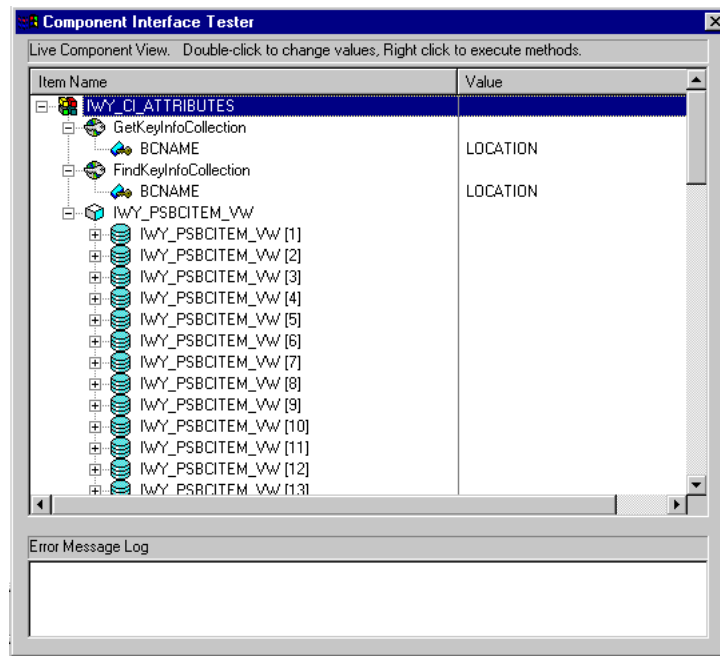 Component Interface Tester
Live Component View. Double-click to change values, Right click to execute methods.
Item Name Value
IWY_CI_ATTRIBUTES
GetKeyInfoCollection
BCNAME LOCATION
FindKeyInfoCollection
BCNAME LOCATION
IWY_PSBCITEM_VW
IWY_PSBCITEM_VW [1]
IWY_PSBCITEM_VW [2]
IWY_PSBCITEM_VW [3]
IWY_PSBCITEM_VW [4]
IWY_PSBCITEM_VW [5]
IWY_PSBCITEM_VW [6]
IWY_PSBCITEM_VW [7]
IWY_PSBCITEM_VW [8]
IWY_PSBCITEM_VW [9]
IWY_PSBCITEM_VW [10]
IWY_PSBCITEM_VW [11]
IWY_PSBCITEM_VW [12]
IWY_PSBCITEM_VW [13]
Error Message Log